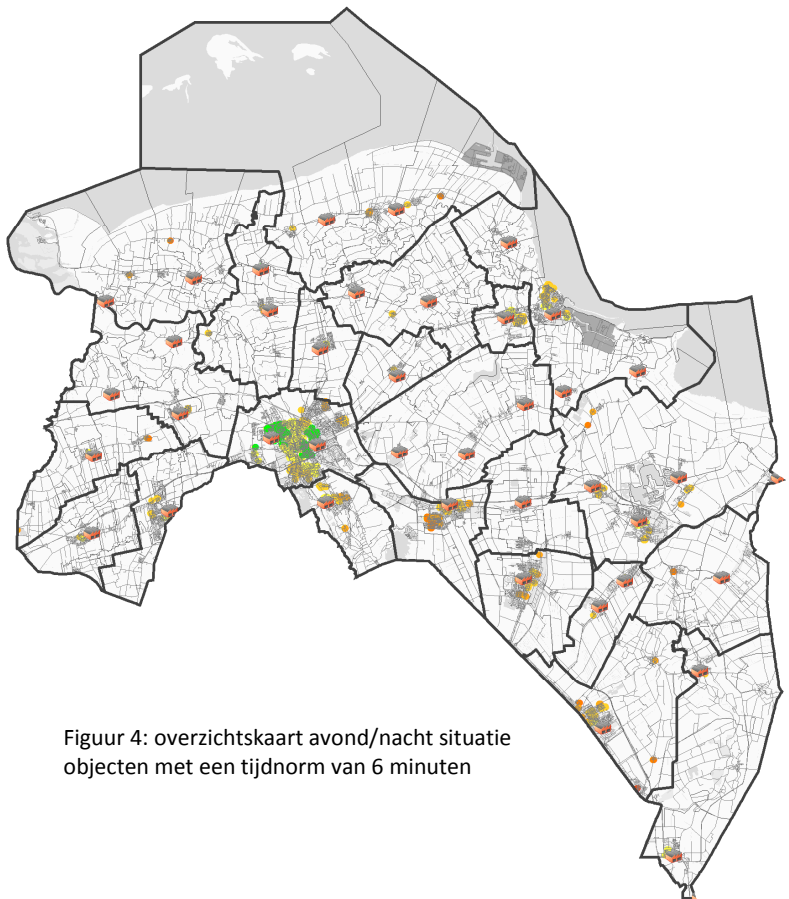 Figuur 4: overzichtskaart avond/nacht situatie
objecten met een tijdnorm van 6 minuten